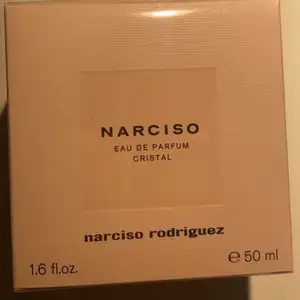 NARCISO
EAU DE PARFUM
CRISTAL
narciso rodriguez
1.6 fl.oz. ℮ 50 ml